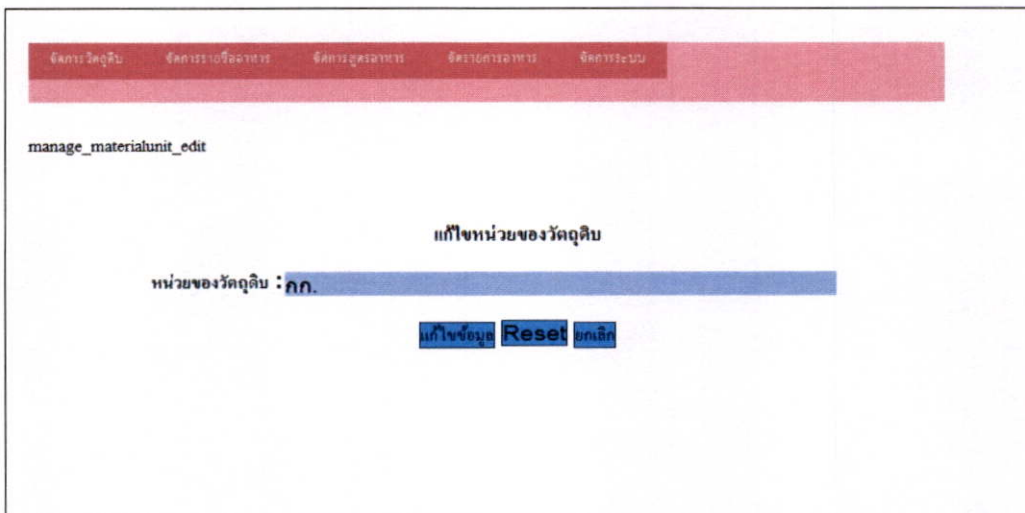 จัดการวัตถุดิบ จัดการรายชื่ออาหาร จัดการสูตรอาหาร จัดรายการอาหาร จัดการระบบ
manage_materialunit_edit
แก้ไขหน่วยของวัตถุดิบ
หน่วยของวัตถุดิบ : กก.
แก้ไขข้อมูล Reset ยกเลิก